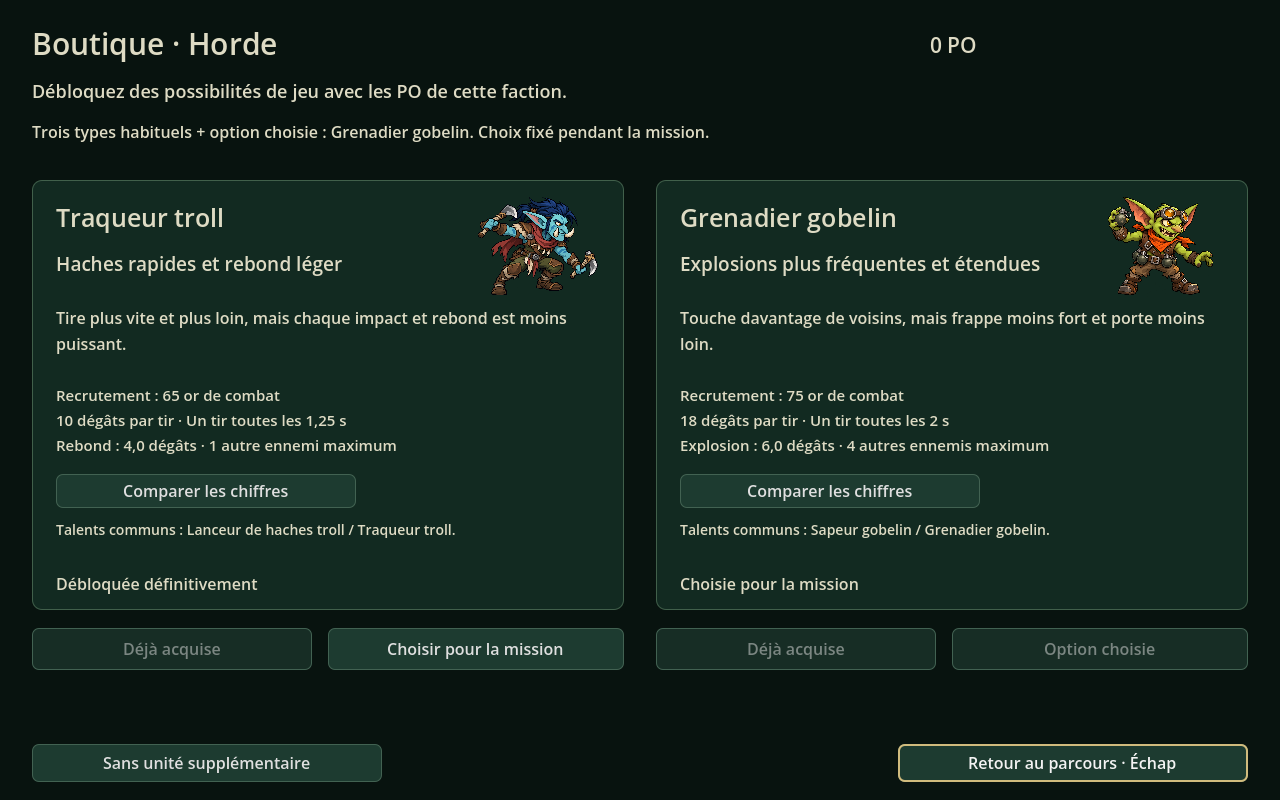 Boutique · Horde
0 PO
Débloquez des possibilités de jeu avec les PO de cette faction.
Trois types habituels + option choisie : Grenadier gobelin. Choix fixé pendant la mission.
Traqueur troll
Haches rapides et rebond léger
Tire plus vite et plus loin, mais chaque impact et rebond est moins
puissant.
Recrutement : 65 or de combat
10 dégâts par tir · Un tir toutes les 1,25 s
Rebond : 4,0 dégâts · 1 autre ennemi maximum
Comparer les chiffres
Talents communs : Lanceur de haches troll / Traqueur troll.
Débloquée définitivement
Déjà acquise
Choisir pour la mission
Grenadier gobelin
Explosions plus fréquentes et étendues
Touche davantage de voisins, mais frappe moins fort et porte moins
loin.
Recrutement : 75 or de combat
18 dégâts par tir · Un tir toutes les 2 s
Explosion : 6,0 dégâts · 4 autres ennemis maximum
Comparer les chiffres
Talents communs : Sapeur gobelin / Grenadier gobelin.
Choisie pour la mission
Déjà acquise
Option choisie
Sans unité supplémentaire
Retour au parcours · Échap